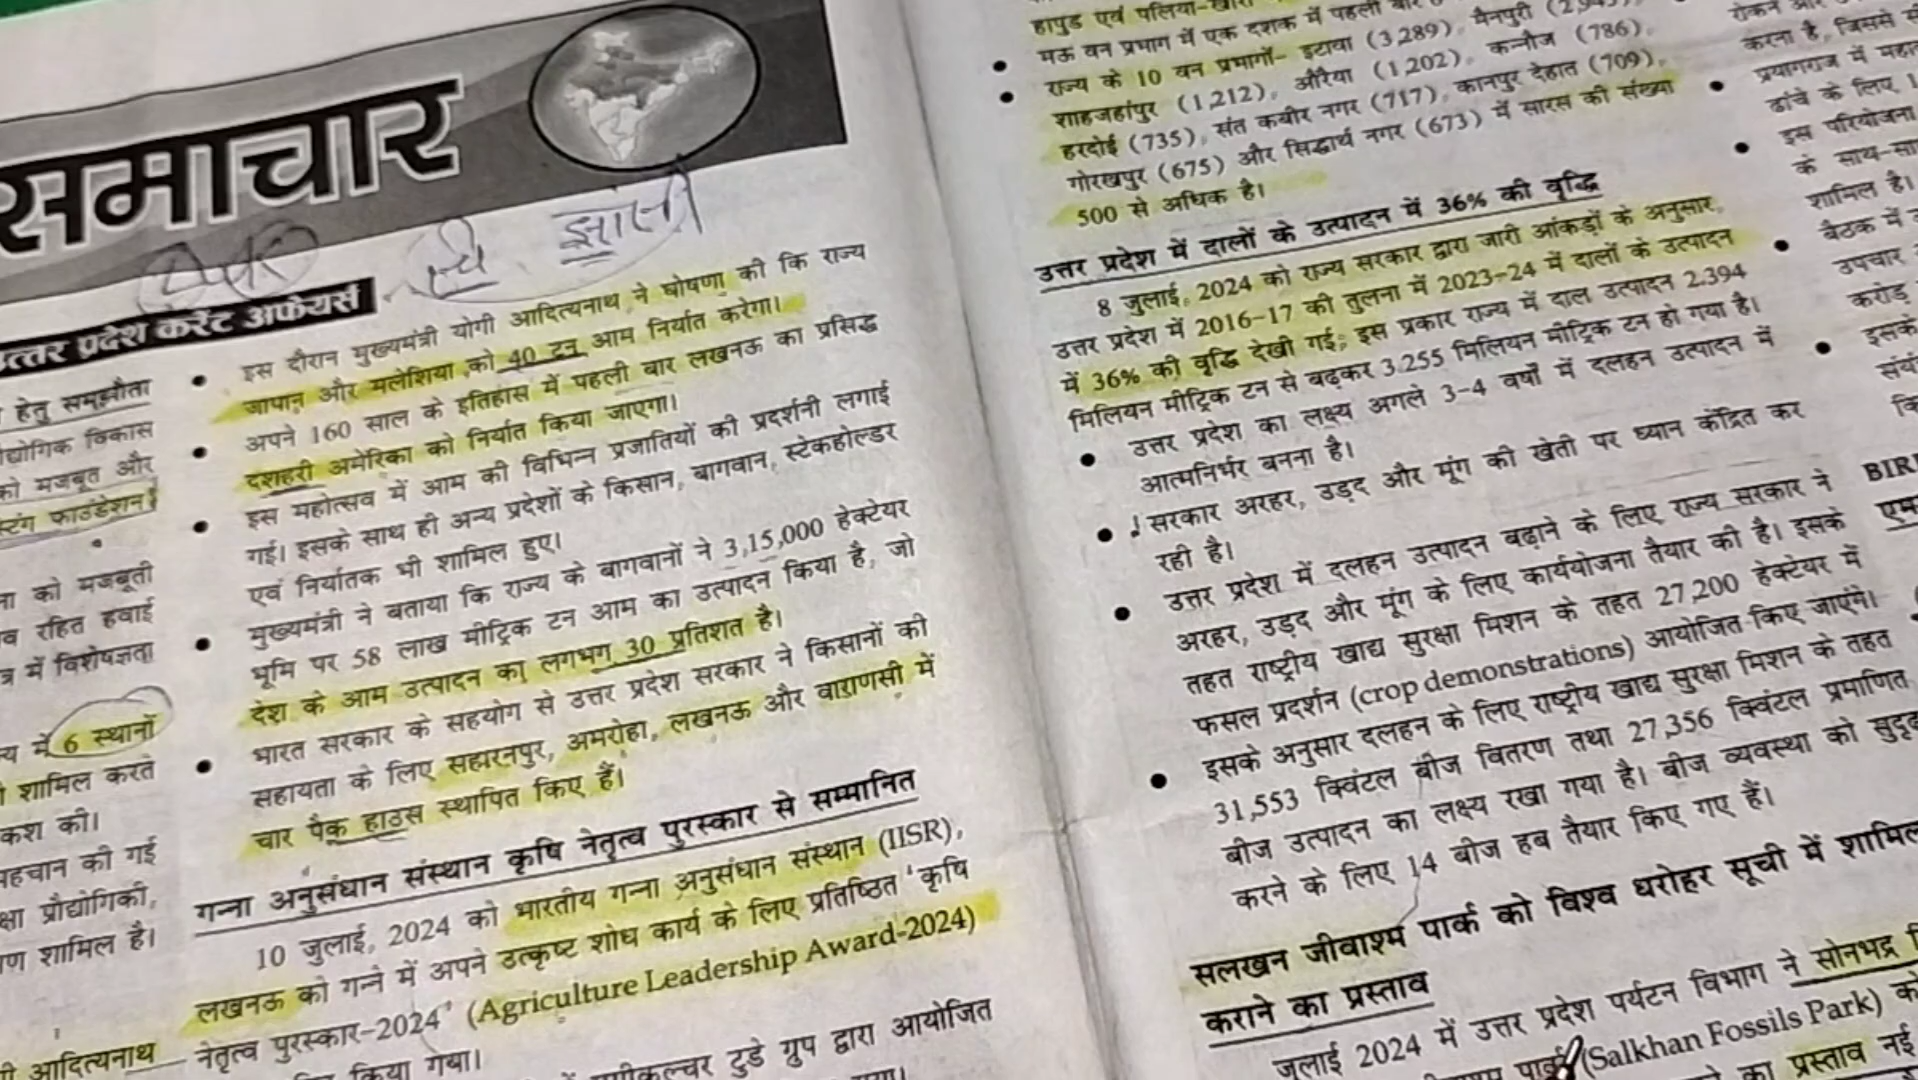 समाचार
झांसी
उत्तर प्रदेश करेंट अफेयर्स
हेतु समझौता
औद्योगिक विकास
को मजबूत और
स्टिंग फाउंडेशन
को मजबूती
रहित हवाई
में विशेषज्ञता
में 6 स्थानों
शामिल करते
की।
पहचान की गई
प्रौद्योगिकी,
शामिल है।
आदित्यनाथ
• इस दौरान मुख्यमंत्री योगी आदित्यनाथ ने घोषणा की कि राज्य
जापान और मलेशिया को 40 टन आम निर्यात करेगा।
• अपने 160 साल के इतिहास में पहली बार लखनऊ का प्रसिद्ध
दशहरी अमेरिका को निर्यात किया जाएगा।
• इस महोत्सव में आम की विभिन्न प्रजातियों की प्रदर्शनी लगाई
गई। इसके साथ ही अन्य प्रदेशों के किसान, बागवान, स्टेकहोल्डर
एवं निर्यातक भी शामिल हुए।
• मुख्यमंत्री ने बताया कि राज्य के बागवानों ने 3,15,000 हेक्टेयर
भूमि पर 58 लाख मीट्रिक टन आम का उत्पादन किया है, जो
देश के आम उत्पादन का लगभग 30 प्रतिशत है।
• भारत सरकार के सहयोग से उत्तर प्रदेश सरकार ने किसानों की
सहायता के लिए सहारनपुर, अमरोहा, लखनऊ और वाराणसी में
चार पैक हाउस स्थापित किए हैं।
गन्ना अनुसंधान संस्थान कृषि नेतृत्व पुरस्कार से सम्मानित
10 जुलाई, 2024 को भारतीय गन्ना अनुसंधान संस्थान (IISR),
लखनऊ को गन्ने में अपने उत्कृष्ट शोध कार्य के लिए प्रतिष्ठित 'कृषि
नेतृत्व पुरस्कार-2024' (Agriculture Leadership Award-2024)
किया गया।
एग्रीकल्चर टुडे ग्रुप द्वारा आयोजित
हापुड़ एवं पलिया-
• मऊ वन प्रभाग में एक दशक में पहली बार
• राज्य के 10 वन प्रभागों- इटावा (3289), मैनपुरी
शाहजहांपुर (1212), औरैया (1202), कन्नौज (786),
हरदोई (735), संत कबीर नगर (717), कानपुर देहात (709),
गोरखपुर (675) और सिद्धार्थ नगर (673) में सारस की संख्या
500 से अधिक है।
उत्तर प्रदेश में दालों के उत्पादन में 36% की वृद्धि
8 जुलाई, 2024 को राज्य सरकार द्वारा जारी आंकड़ों के अनुसार,
उत्तर प्रदेश में 2016-17 की तुलना में 2023-24 में दालों के उत्पादन
में 36% की वृद्धि देखी गई; इस प्रकार राज्य में दाल उत्पादन 2.394
मिलियन मीट्रिक टन से बढ़कर 3.255 मिलियन मीट्रिक टन हो गया है।
• उत्तर प्रदेश का लक्ष्य अगले 3-4 वर्षों में दलहन उत्पादन में
आत्मनिर्भर बनना है।
• सरकार अरहर, उड़द और मूंग की खेती पर ध्यान केंद्रित कर
रही है।
• उत्तर प्रदेश में दलहन उत्पादन बढ़ाने के लिए राज्य सरकार ने
अरहर, उड़द और मूंग के लिए कार्ययोजना तैयार की है। इसके
तहत राष्ट्रीय खाद्य सुरक्षा मिशन के तहत 27,200 हेक्टेयर में
फसल प्रदर्शन (crop demonstrations) आयोजित किए जाएंगे।
• इसके अनुसार दलहन के लिए राष्ट्रीय खाद्य सुरक्षा मिशन के तहत
31,553 क्विंटल बीज वितरण तथा 27,356 क्विंटल प्रमाणित
बीज उत्पादन का लक्ष्य रखा गया है। बीज व्यवस्था को सुदृढ़
करने के लिए 14 बीज हब तैयार किए गए हैं।
सलखन जीवाश्म पार्क को विश्व धरोहर सूची में शामिल
कराने का प्रस्ताव
जुलाई 2024 में उत्तर प्रदेश पर्यटन विभाग ने सोनभद्र
पार्क (Salkhan Fossils Park) को
का प्रस्ताव नई
रोकने और
करना है, जिससे
• प्रयागराज में
ढांचे के लिए
• इस परियोजना
के साथ-साथ
शामिल है।
• बैठक में
उपचार
करोड़
• इसके
BIR